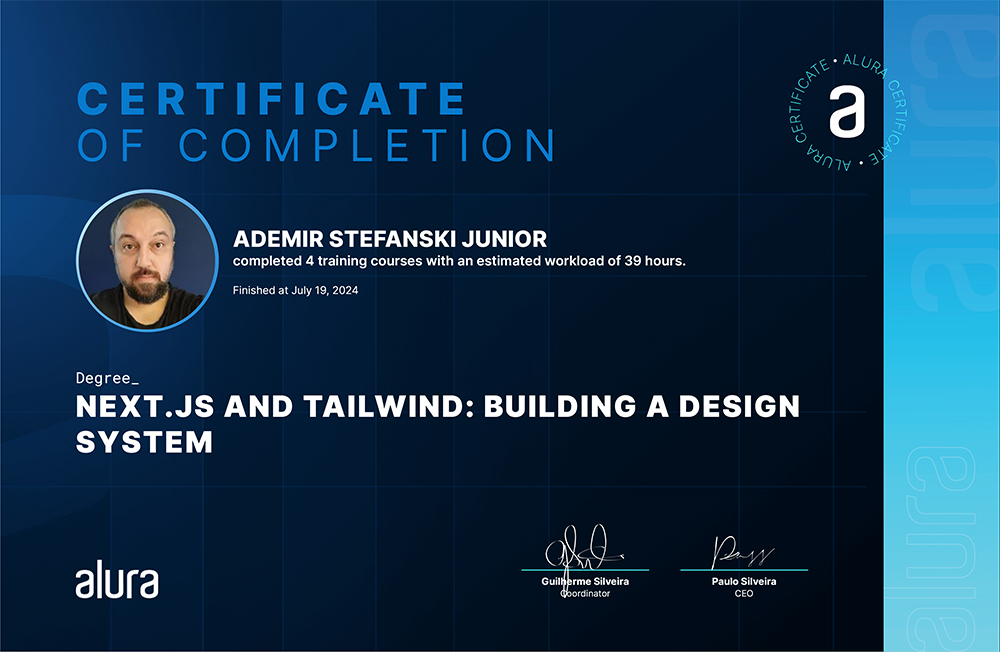 CERTIFICATE
OF COMPLETION
ALURA CERTIFICATE • ALURA CERTIFICATE •
a
ADEMIR STEFANSKI JUNIOR
completed 4 training courses with an estimated workload of 39 hours.
Finished at July 19, 2024
Degree_
NEXT.JS AND TAILWIND: BUILDING A DESIGN
SYSTEM
alura
Guilherme Silveira
Coordinator
Paulo Silveira
CEO
alura
alura